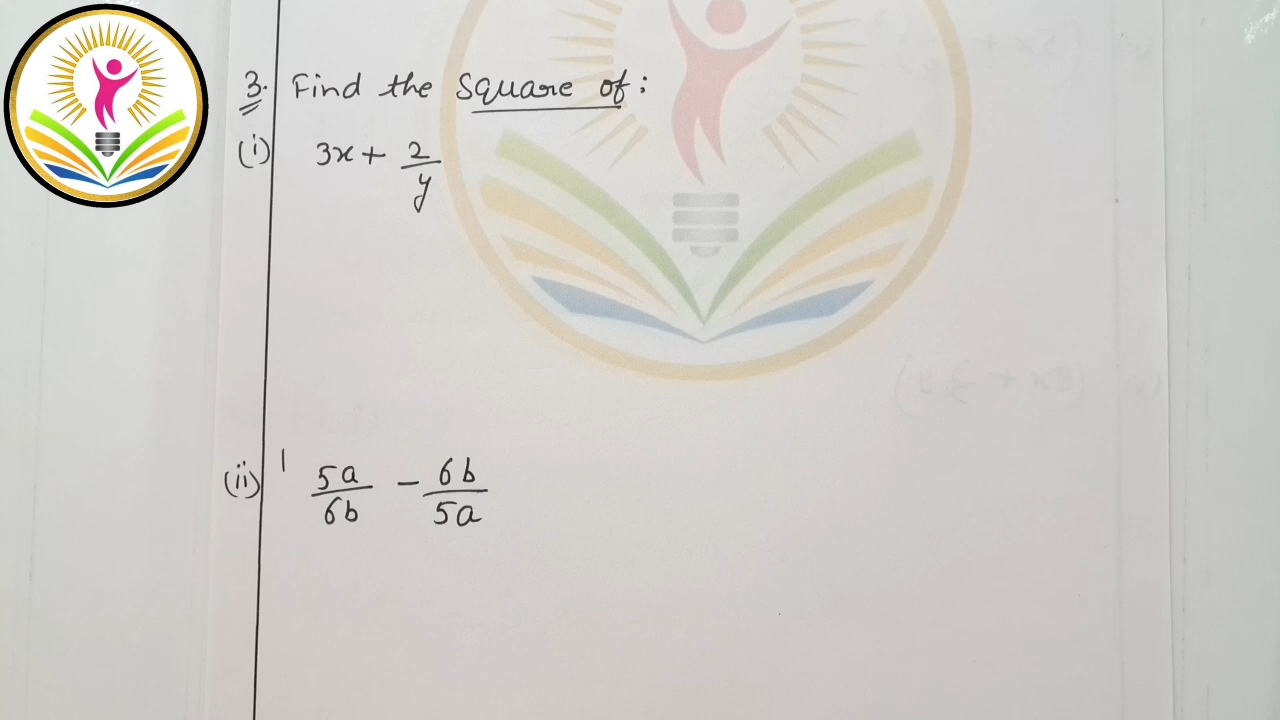 3. Find the Square of:
(i) 3x + 2/y
(ii) 5a/6b - 6b/5a